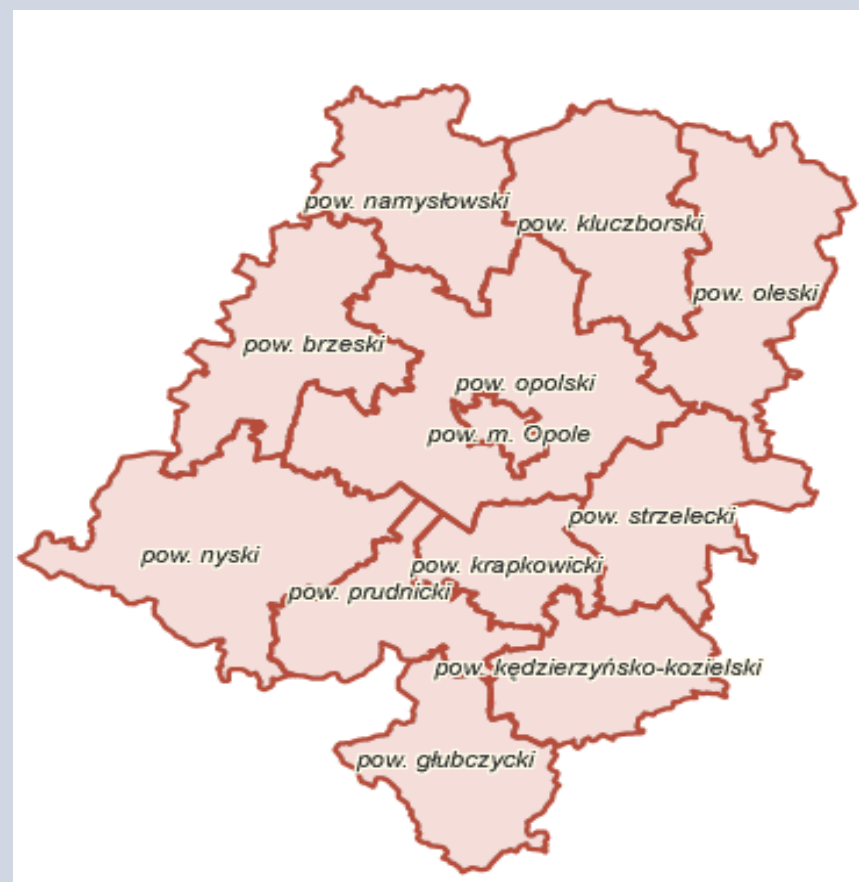 pow. namysłowski
pow. kluczborski
pow. oleski
pow. brzeski
pow. opolski
pow. m. Opole
pow. strzelecki
pow. nyski
pow. krapkowicki
pow. prudnicki
pow. kędzierzyńsko-kozielski
pow. głubczycki